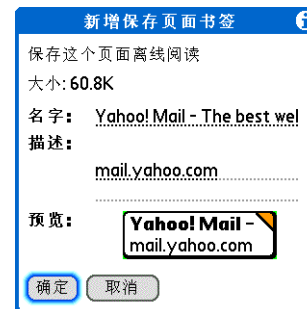 新增保存页面书签
保存这个页面离线阅读
大小: 60.8K
名字: Yahoo! Mail - The best wel
描述:
mail.yahoo.com
预览: Yahoo! Mail -
mail.yahoo.com
确定 取消